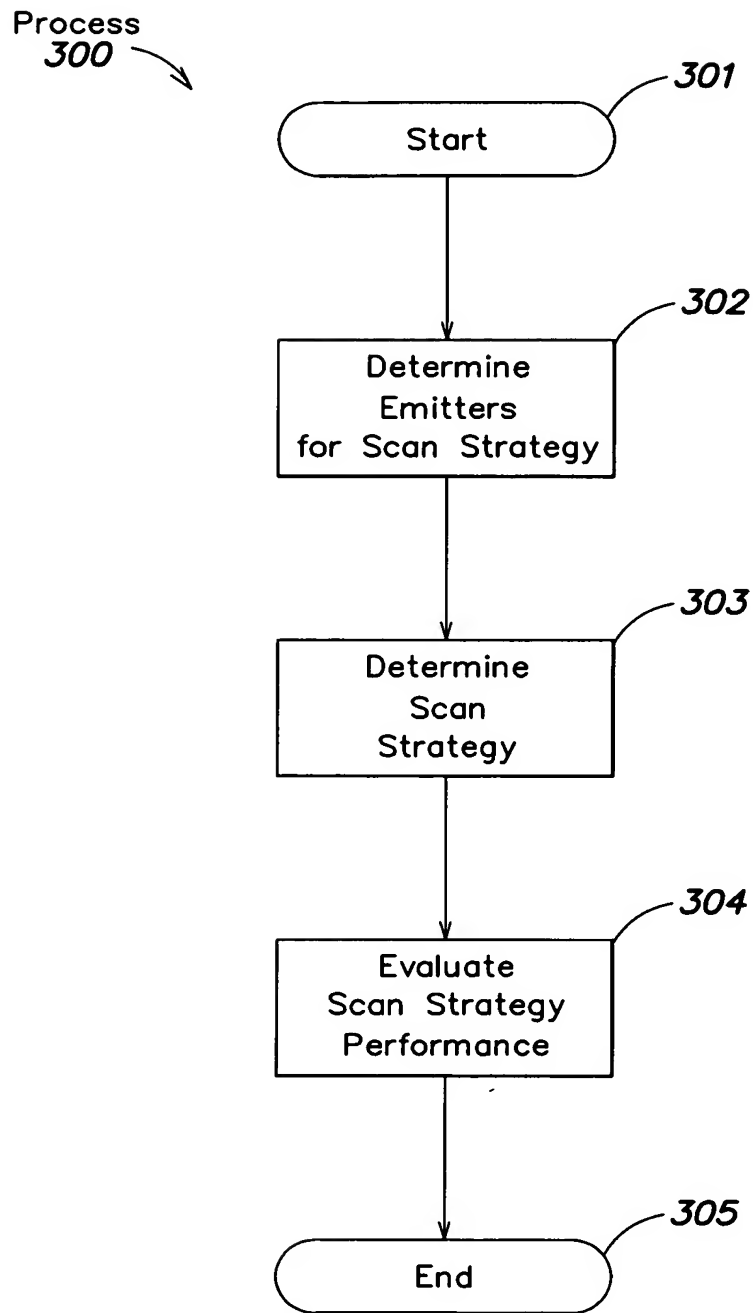 Process
300
301
Start
302
Determine
Emitters
for Scan Strategy
303
Determine
Scan
Strategy
304
Evaluate
Scan Strategy
Performance
305
End